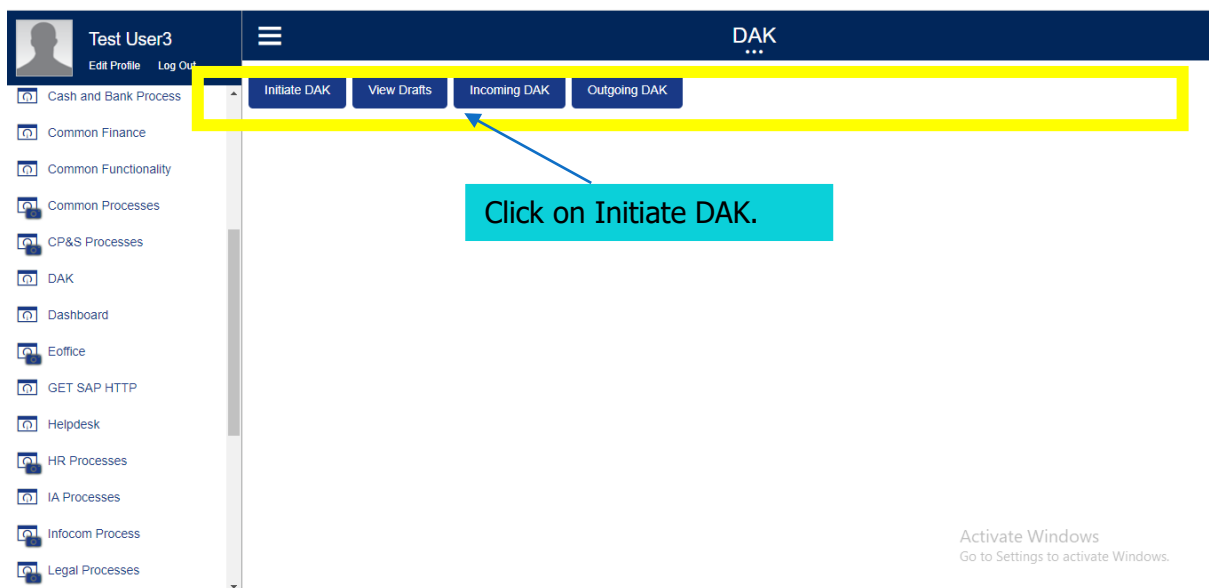 Test User3
Edit Profile Log Out
DAK
Initiate DAK View Drafts Incoming DAK Outgoing DAK
Cash and Bank Process
Common Finance
Common Functionality
Common Processes
CP&S Processes
DAK
Dashboard
Eoffice
GET SAP HTTP
Helpdesk
HR Processes
IA Processes
Infocom Process
Legal Processes
Click on Initiate DAK.
Activate Windows
Go to Settings to activate Windows.